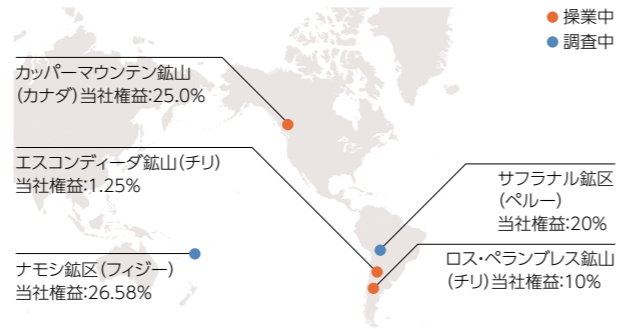 操業中
調査中
カッパーマウンテン鉱山
（カナダ）当社権益:25.0%
エスコンディーダ鉱山（チリ）
当社権益:1.25%
サフラナル鉱区
（ペルー）
当社権益:20%
ナモシ鉱区（フィジー）
当社権益:26.58%
ロス・ペランブレス鉱山
（チリ）当社権益:10%